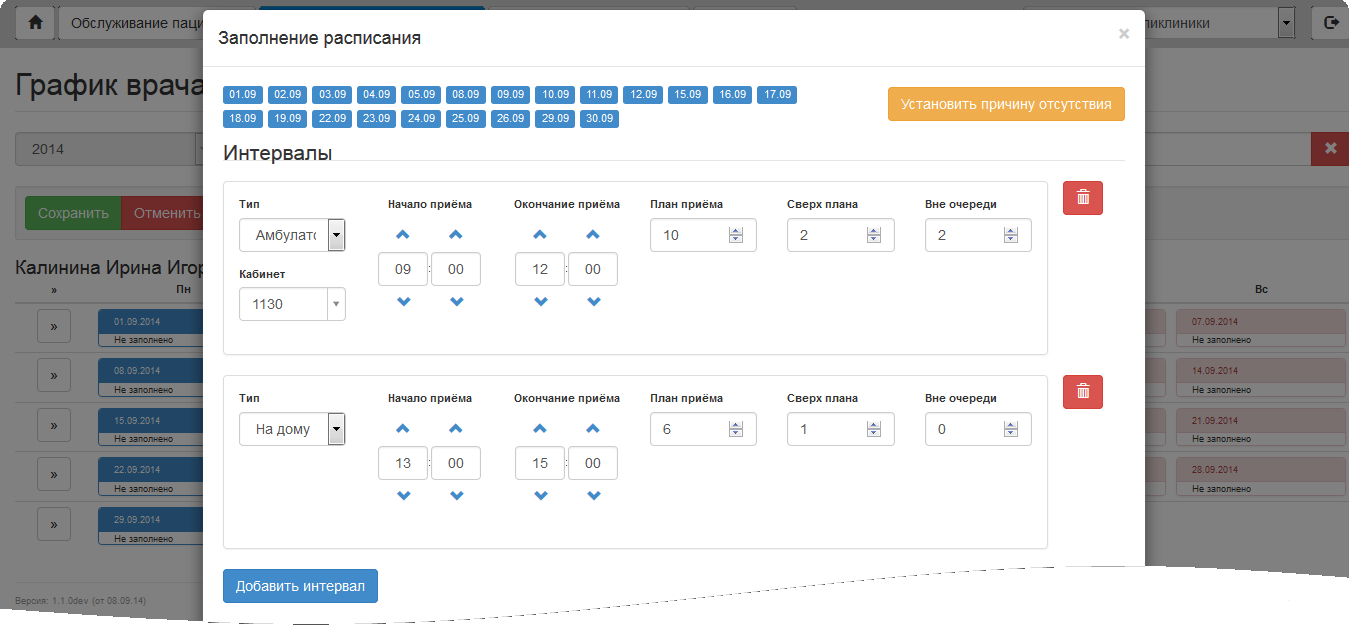 Обслуживание паци
иклиники
Заполнение расписания
×
График врача
01.09 02.09 03.09 04.09 05.09 08.09 09.09 10.09 11.09 12.09 15.09 16.09 17.09
18.09 19.09 22.09 23.09 24.09 25.09 26.09 29.09 30.09
Установить причину отсутствия
2014
Интервалы
Сохранить Отменить
Тип Начало приёма Окончание приёма План приёма Сверх плана Вне очереди
Амбулатс 10 2 2
09 : 00 12 : 00
Кабинет
1130
Калинина Ирина Игор
» Пн Вс
» 01.09.2014 07.09.2014
Не заполнено Не заполнено
» 08.09.2014 14.09.2014
Не заполнено Не заполнено
» 15.09.2014 21.09.2014
Не заполнено Не заполнено
» 22.09.2014 28.09.2014
Не заполнено Не заполнено
» 29.09.2014
Не заполнено
Тип Начало приёма Окончание приёма План приёма Сверх плана Вне очереди
На дому 6 1 0
13 : 00 15 : 00
Добавить интервал
Версия: 1.1.0dev (от 08.09.14)